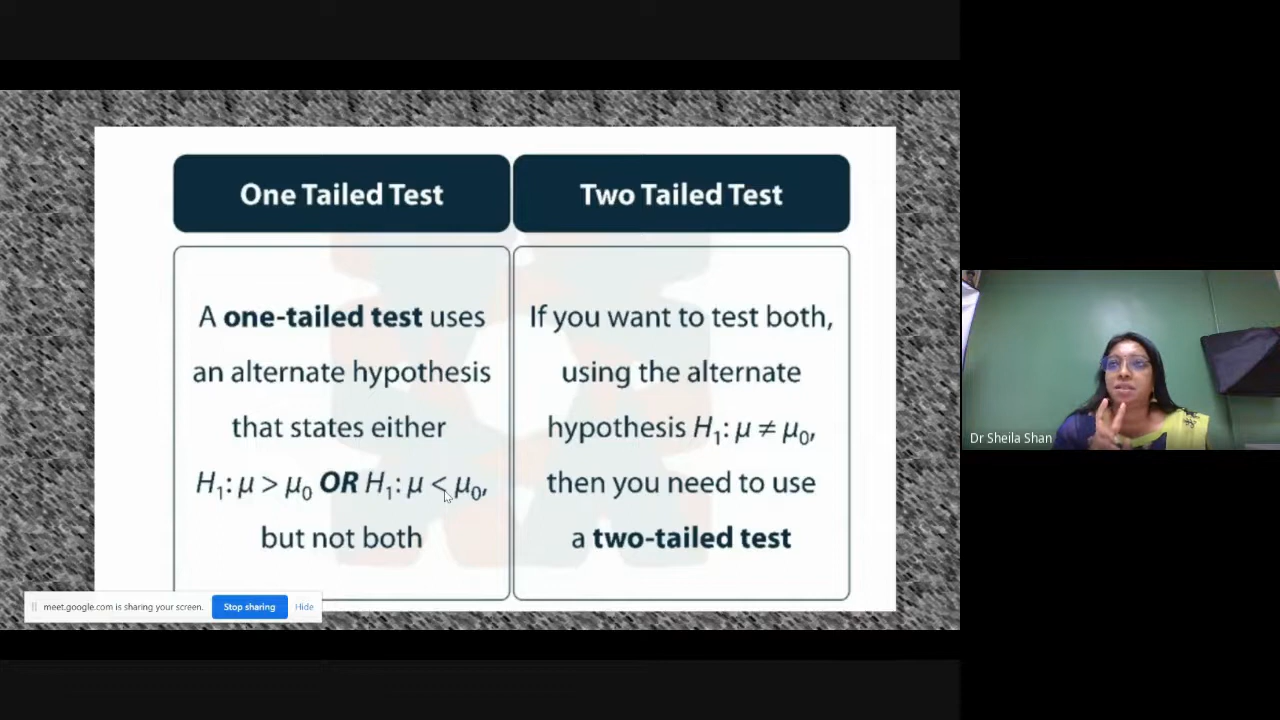 One Tailed Test
A one-tailed test uses
an alternate hypothesis
that states either
H₁: μ > μ₀ OR H₁: μ < μ₀,
but not both
Two Tailed Test
If you want to test both,
using the alternate
hypothesis H₁: μ ≠ μ₀,
then you need to use
a two-tailed test
meet.google.com is sharing your screen.
Stop sharing
Hide
Dr Sheila Shan